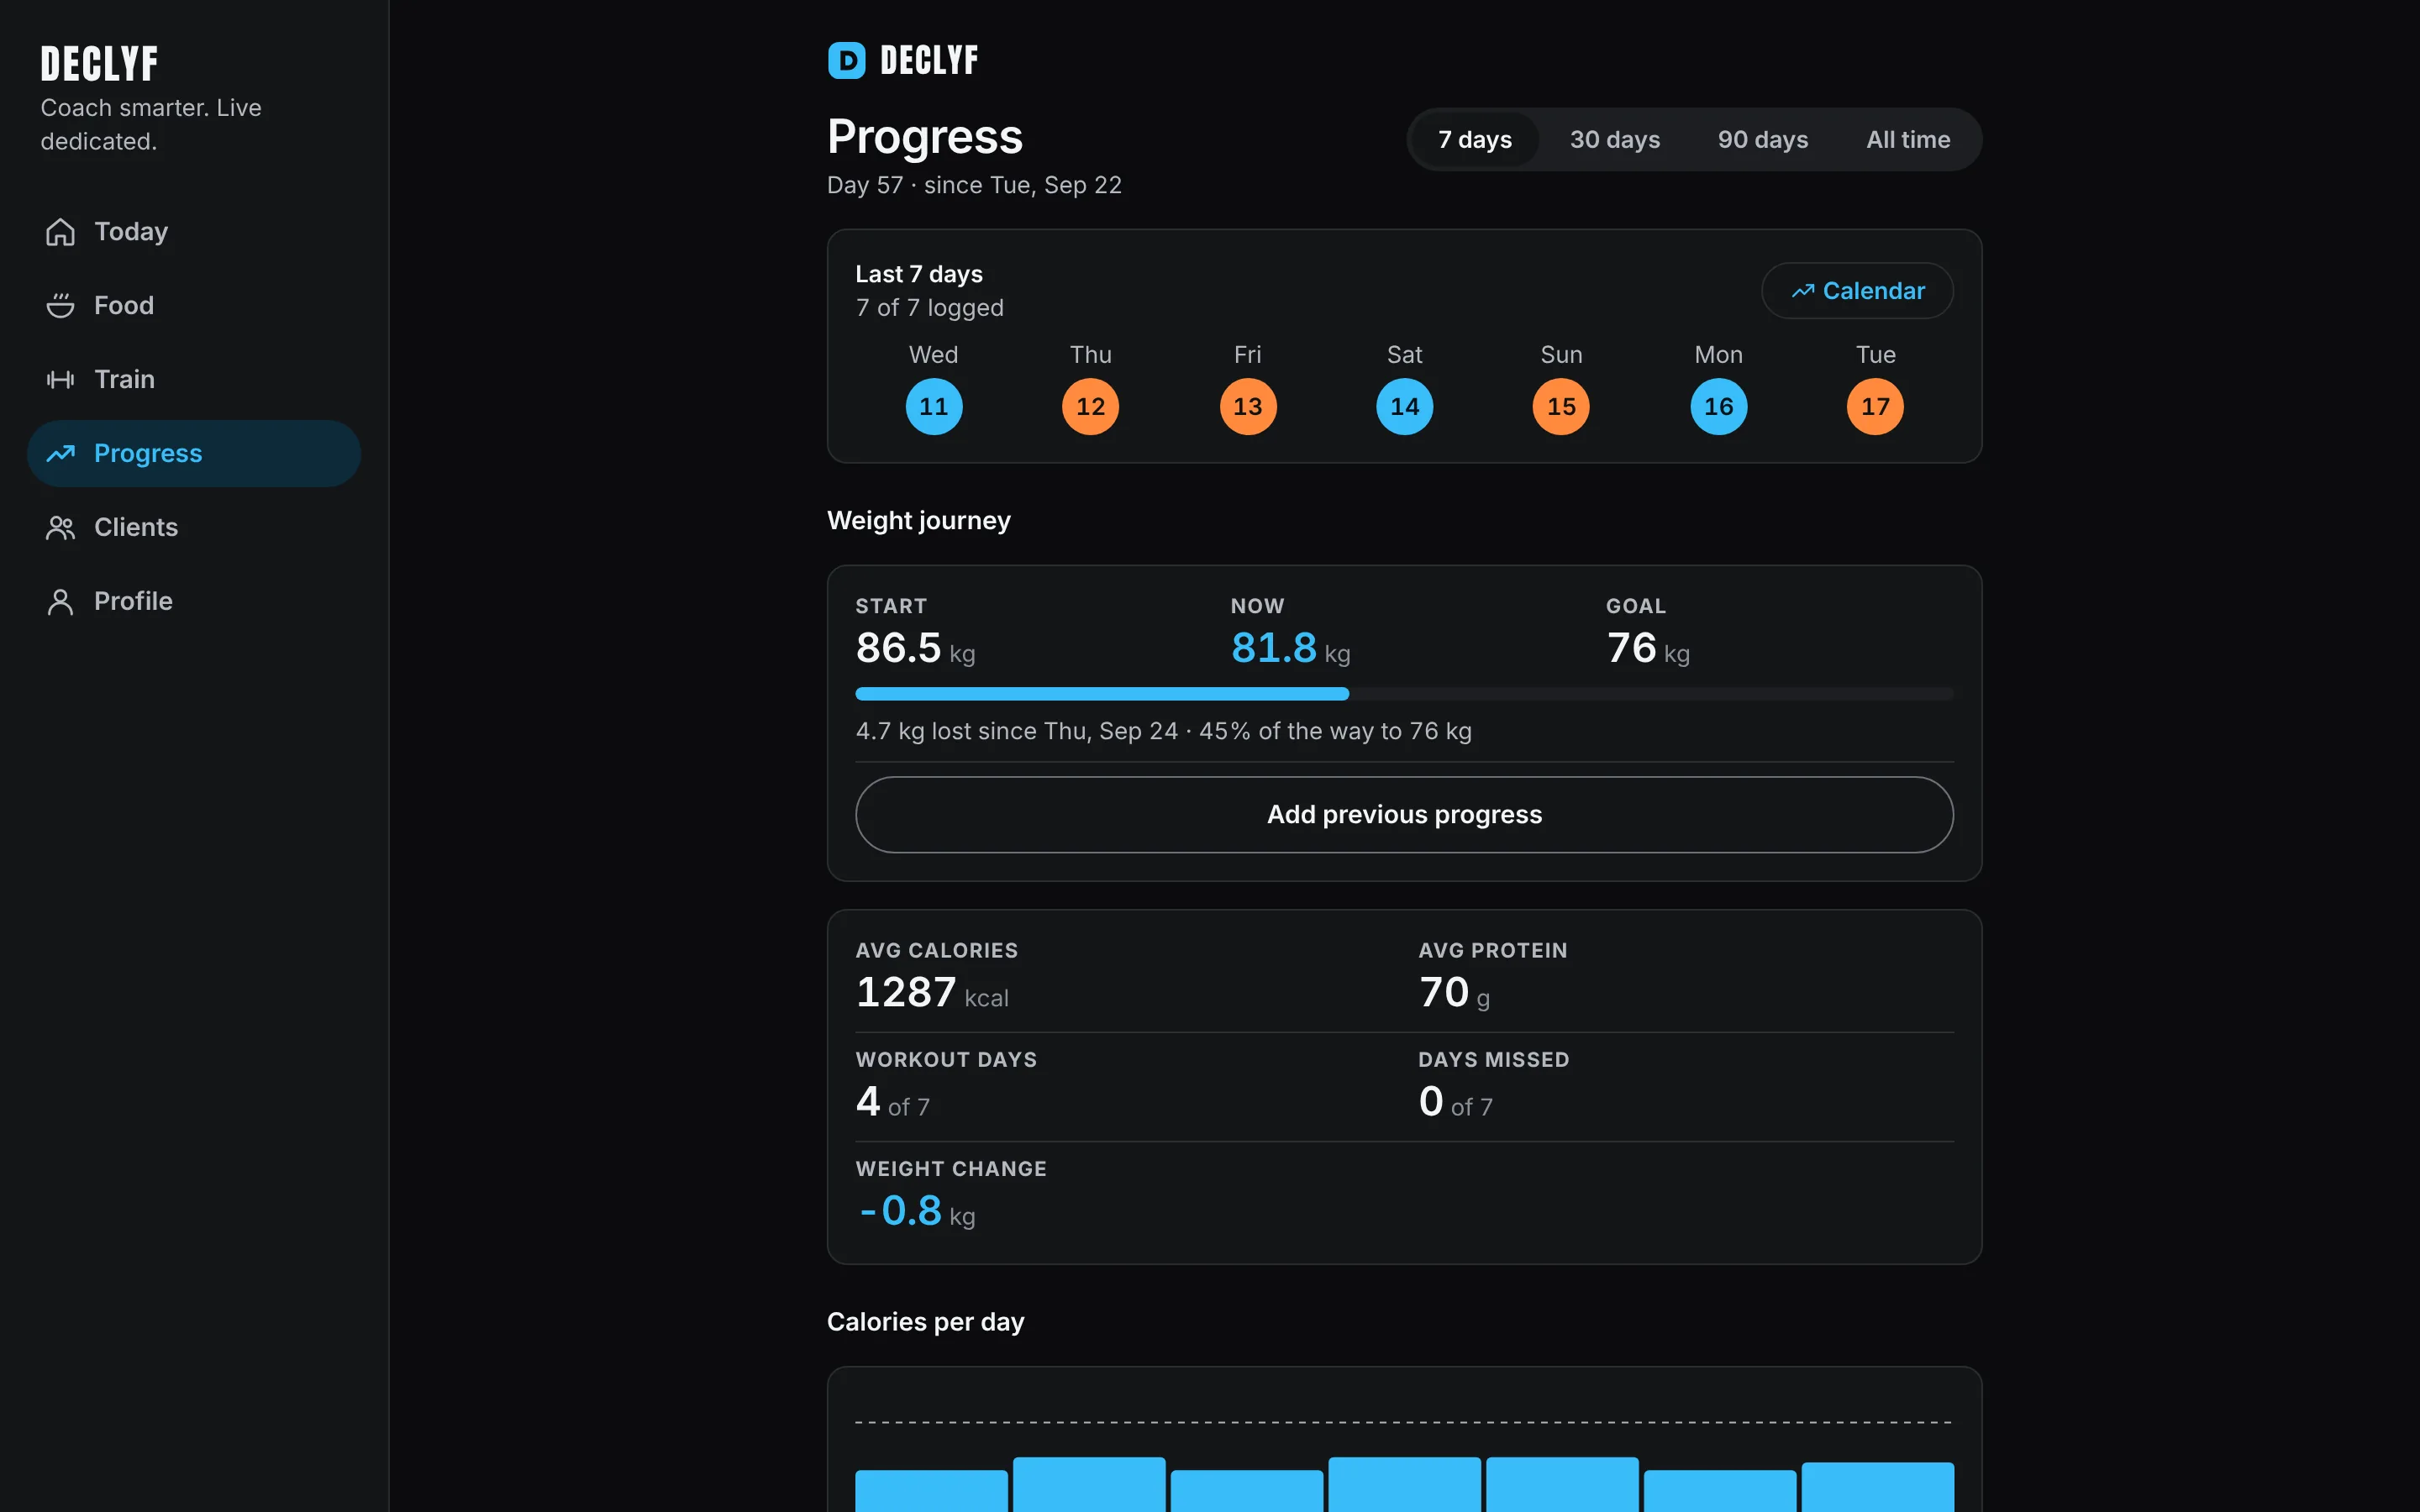 DECLYF
Coach smarter. Live
dedicated.
Today
Food
Train
Progress
Clients
Profile
D DECLYF
Progress
Day 57 · since Tue, Sep 22
7 days 30 days 90 days All time
Last 7 days
7 of 7 logged
Calendar
Wed Thu Fri Sat Sun Mon Tue
11 12 13 14 15 16 17
Weight journey
START NOW GOAL
86.5 kg 81.8 kg 76 kg
4.7 kg lost since Thu, Sep 24 · 45% of the way to 76 kg
Add previous progress
AVG CALORIES AVG PROTEIN
1287 kcal 70 g
WORKOUT DAYS DAYS MISSED
4 of 7 0 of 7
WEIGHT CHANGE
-0.8 kg
Calories per day